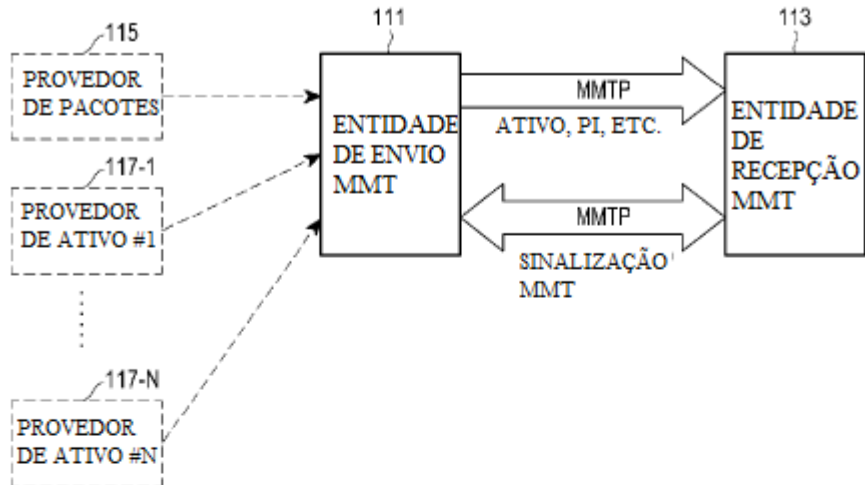 115
PROVEDOR
DE PACOTES
117-1
PROVEDOR
DE ATIVO #1
117-N
PROVEDOR
DE ATIVO #N
111
ENTIDADE
DE ENVIO
MMT
MMTP
ATIVO, PI, ETC.
MMTP
SINALIZAÇÃO
MMT
113
ENTIDADE
DE
RECEPÇÃO
MMT